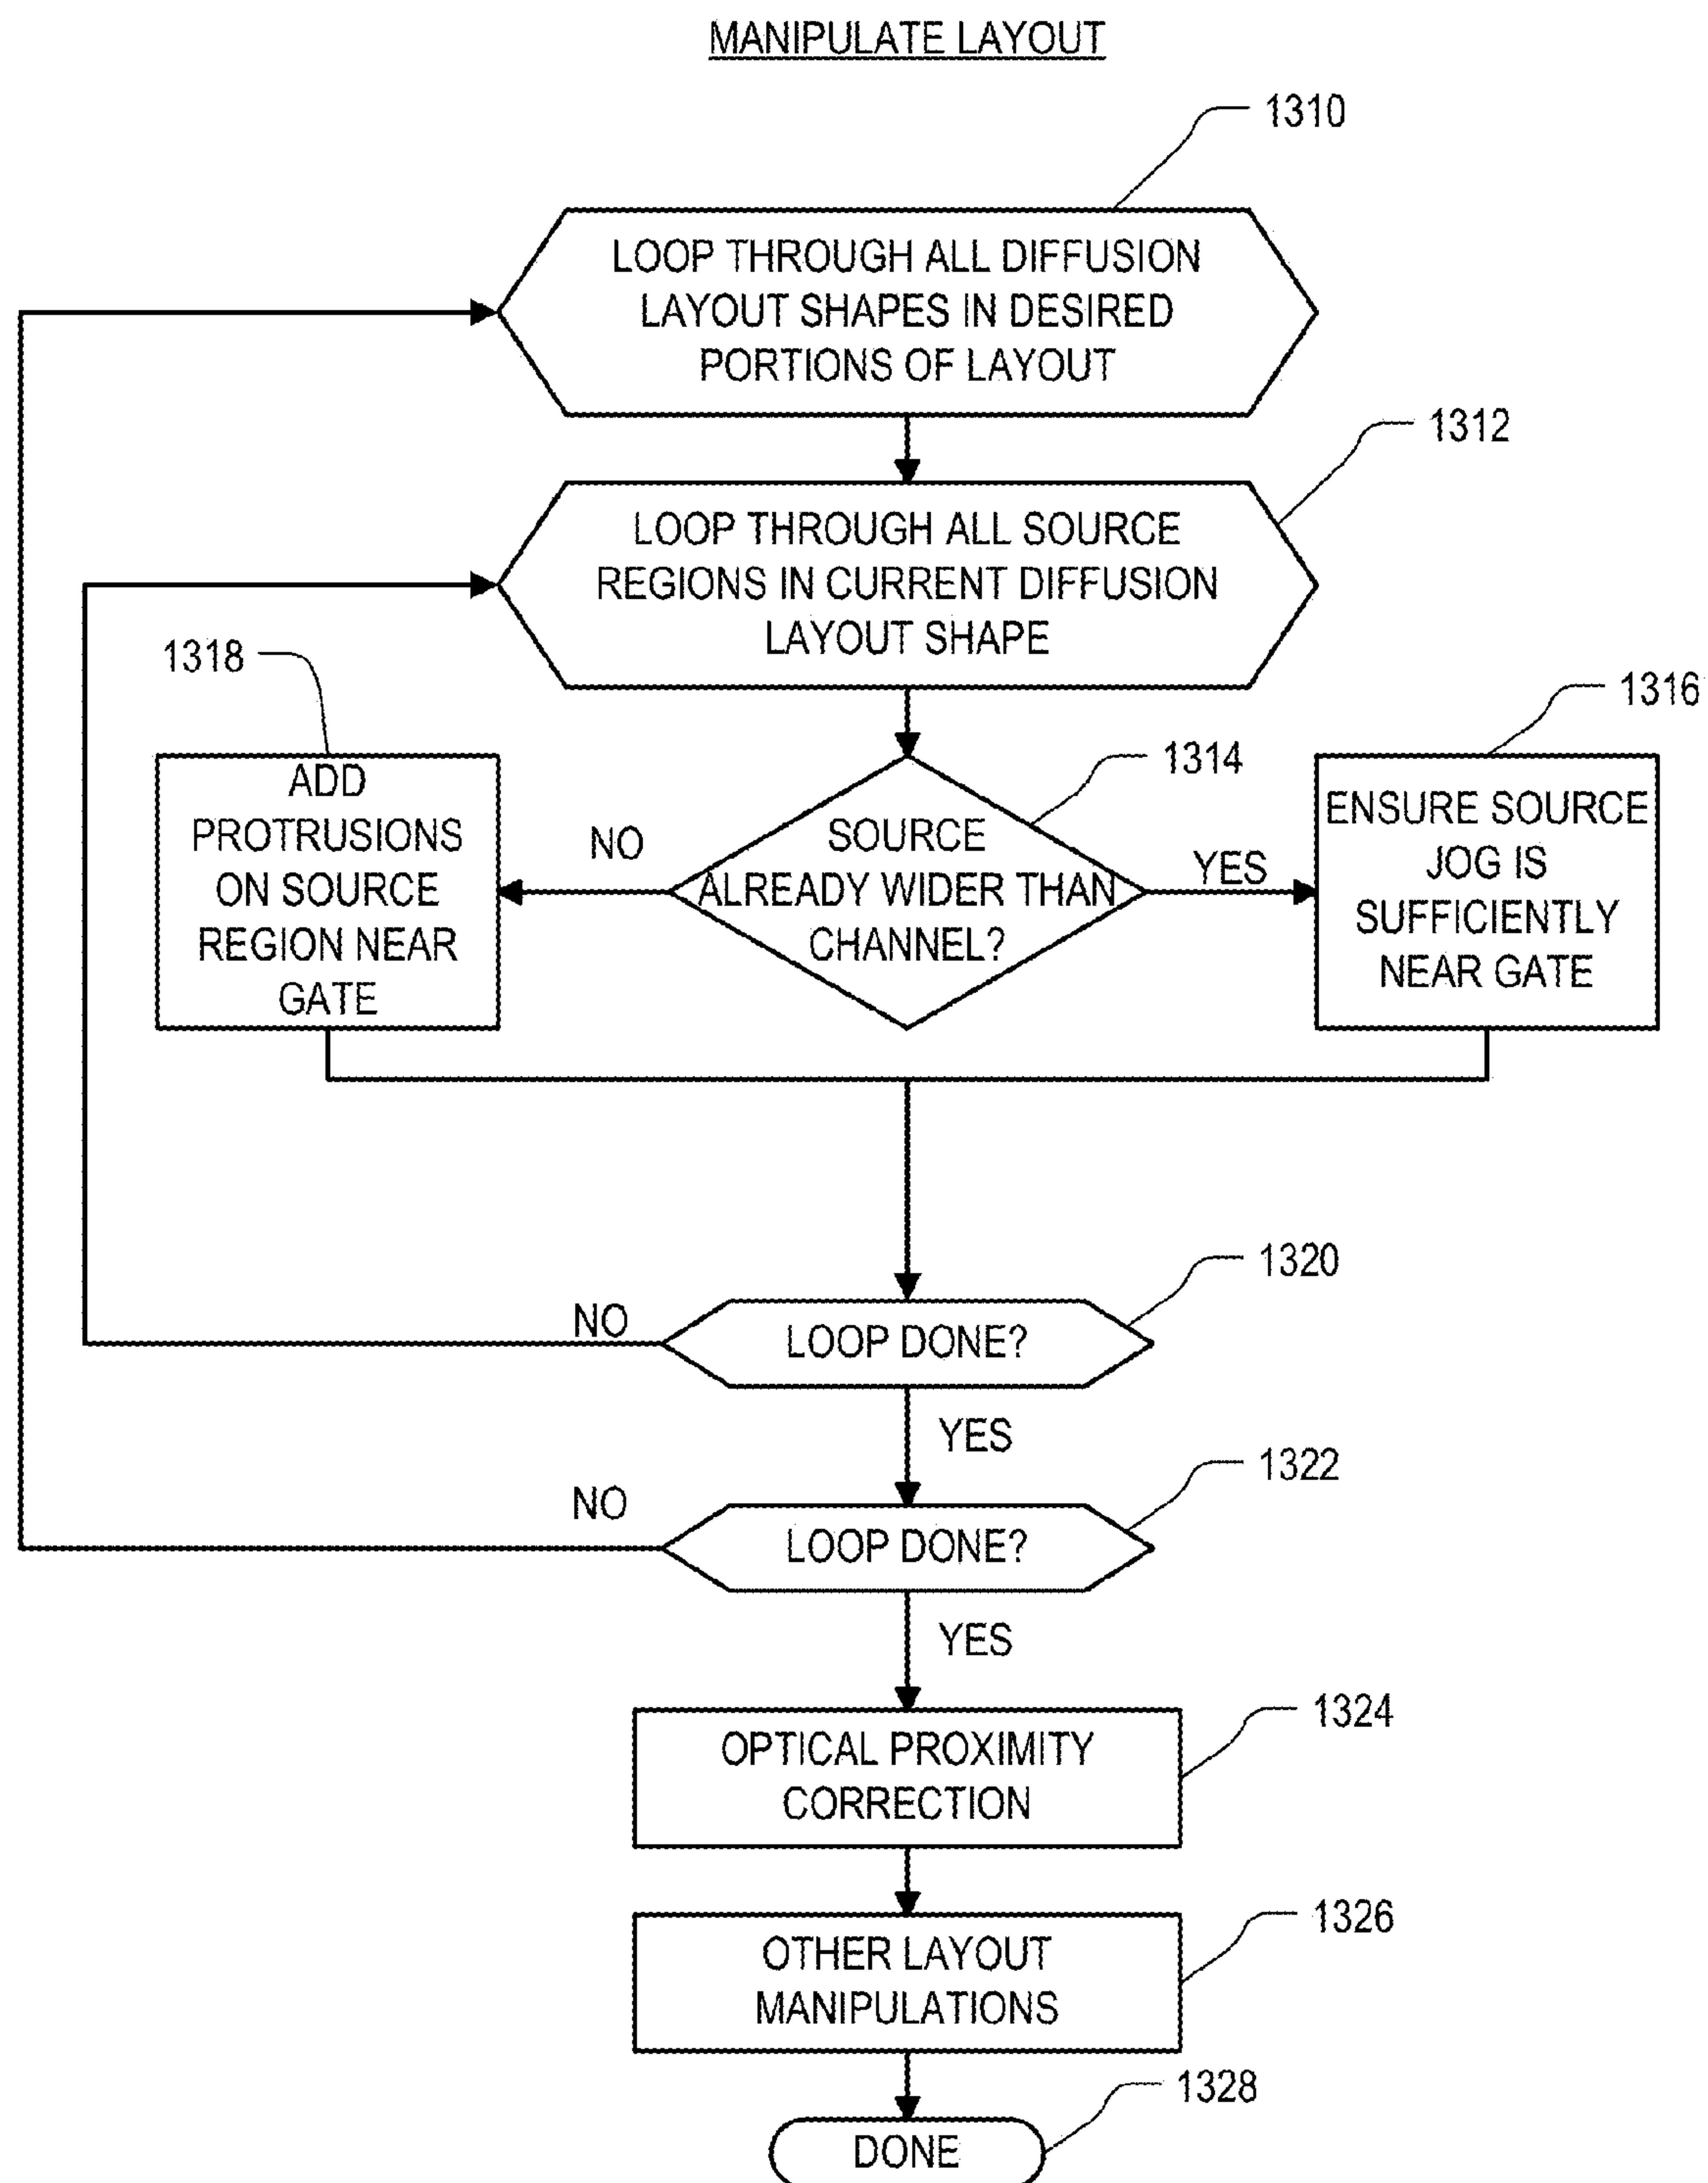 MANIPULATE LAYOUT
1310
LOOP THROUGH ALL DIFFUSION
LAYOUT SHAPES IN DESIRED
PORTIONS OF LAYOUT
1312
LOOP THROUGH ALL SOURCE
REGIONS IN CURRENT DIFFUSION
LAYOUT SHAPE
1318
ADD
PROTRUSIONS
ON SOURCE
REGION NEAR
GATE
NO
1314
SOURCE
ALREADY WIDER THAN
CHANNEL?
YES
1316
ENSURE SOURCE
JOG IS
SUFFICIENTLY
NEAR GATE
1320
NO
LOOP DONE?
YES
1322
NO
LOOP DONE?
YES
1324
OPTICAL PROXIMITY
CORRECTION
1326
OTHER LAYOUT
MANIPULATIONS
1328
DONE